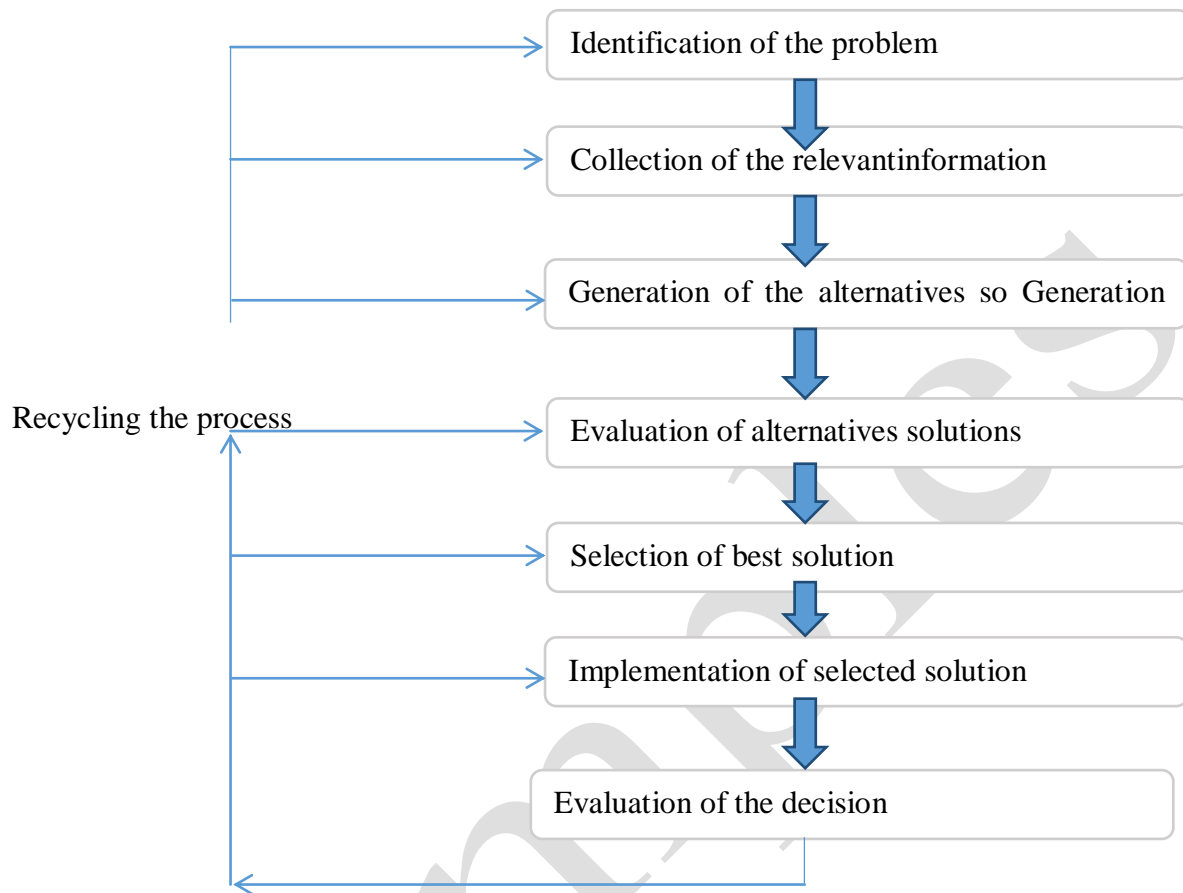 Identification of the problem
Collection of the relevantinformation
Generation of the alternatives so Generation
Recycling the process
Evaluation of alternatives solutions
Selection of best solution
Implementation of selected solution
Evaluation of the decision